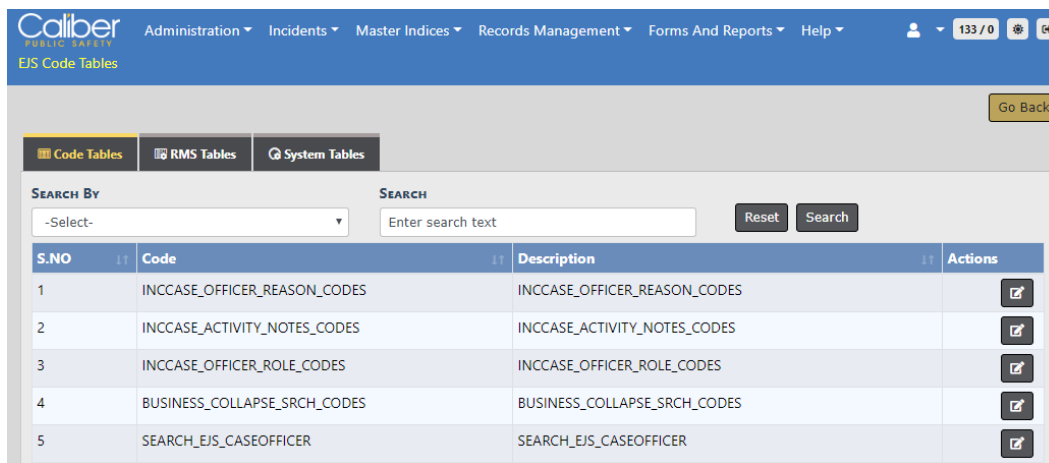 Caliber
PUBLIC SAFETY
Administration Incidents Master Indices Records Management Forms And Reports Help 133 / 0
EJS Code Tables
Go Back
Code Tables RMS Tables System Tables
SEARCH BY SEARCH
-Select- Enter search text Reset Search
S.NO Code Description Actions
1 INCCASE_OFFICER_REASON_CODES INCCASE_OFFICER_REASON_CODES
2 INCCASE_ACTIVITY_NOTES_CODES INCCASE_ACTIVITY_NOTES_CODES
3 INCCASE_OFFICER_ROLE_CODES INCCASE_OFFICER_ROLE_CODES
4 BUSINESS_COLLAPSE_SRCH_CODES BUSINESS_COLLAPSE_SRCH_CODES
5 SEARCH_EJS_CASEOFFICER SEARCH_EJS_CASEOFFICER